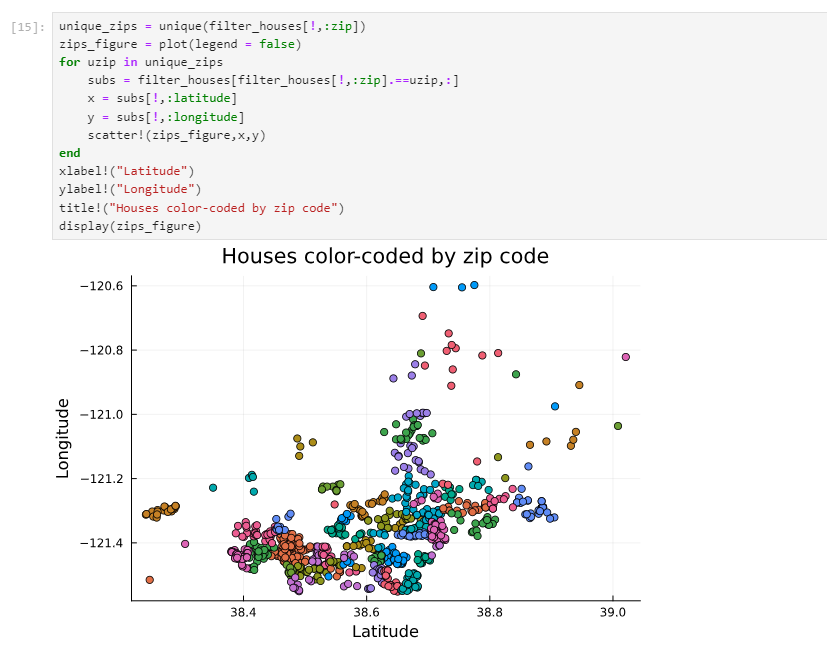 [15]:
unique_zips = unique(filter_houses[!,:zip])
zips_figure = plot(legend = false)
for uzip in unique_zips
    subs = filter_houses[filter_houses[!,:zip].==uzip,:]
    x = subs[!,:latitude]
    y = subs[!,:longitude]
    scatter!(zips_figure,x,y)
end
xlabel!("Latitude")
ylabel!("Longitude")
title!("Houses color-coded by zip code")
display(zips_figure)
Houses color-coded by zip code
−120.6
−120.8
−121.0
−121.2
−121.4
Longitude
38.4 38.6 38.8 39.0
Latitude